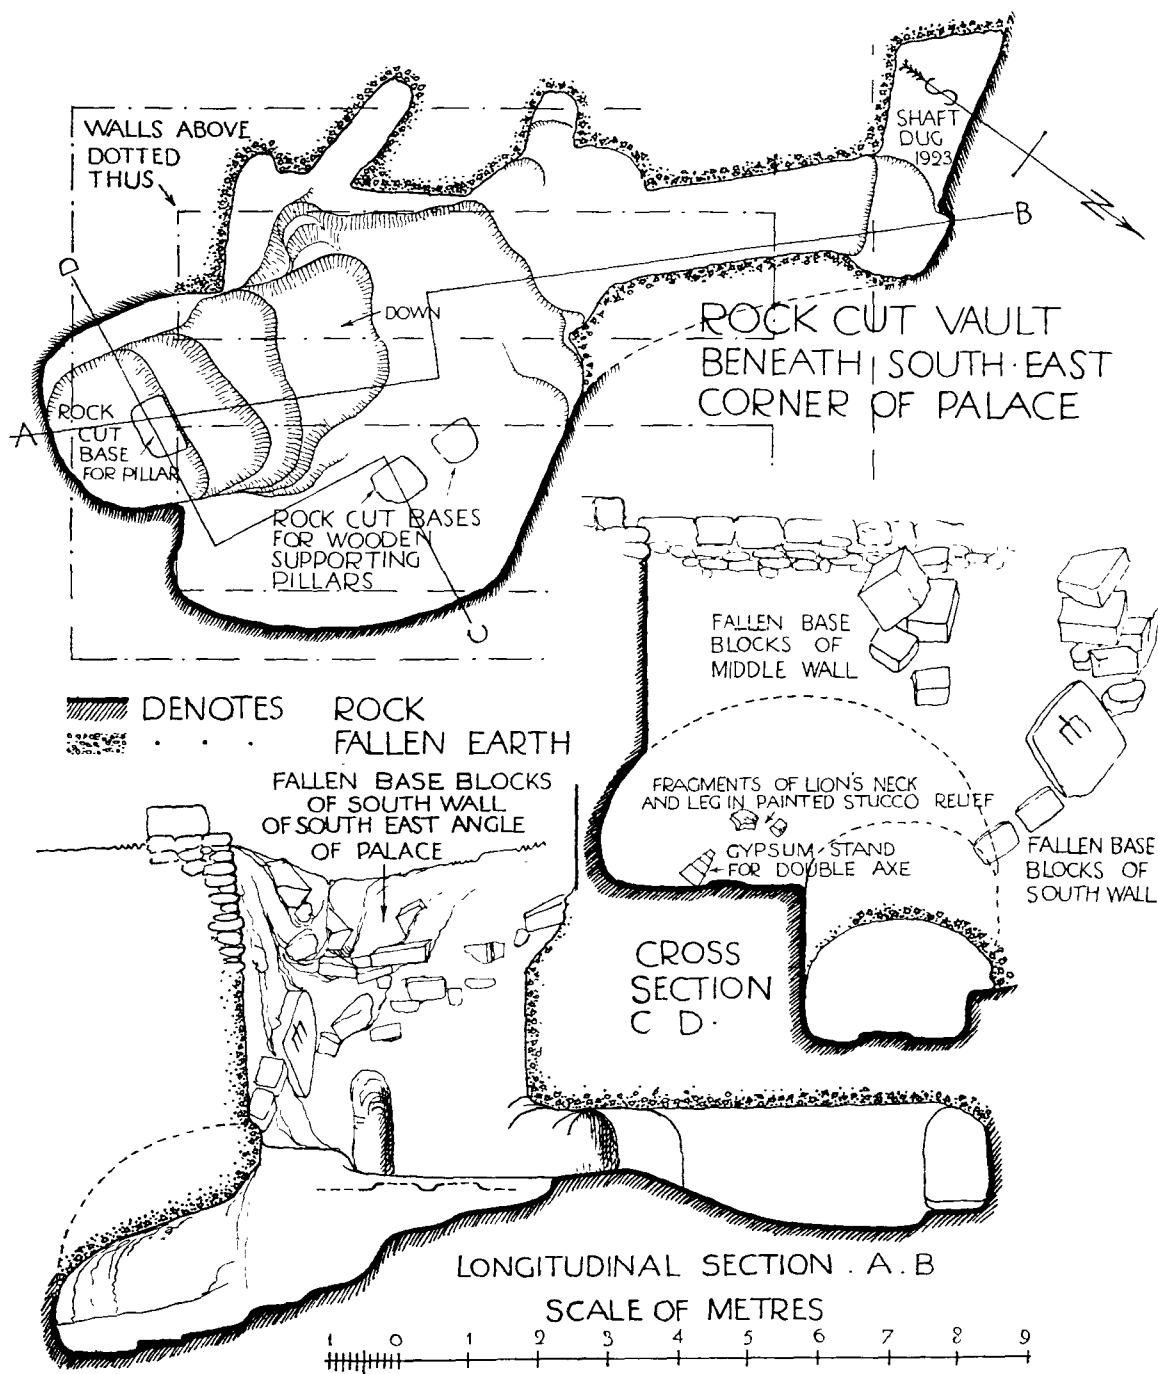 WALLS ABOVE
DOTTED
THUS
SHAFT
DUG
1923
S
N
B
D
DOWN
ROCK CUT VAULT
BENEATH SOUTH·EAST
CORNER OF PALACE
A
ROCK
CUT
BASE
FOR PILLAR
ROCK CUT BASES
FOR WOODEN
SUPPORTING
PILLARS
C
DENOTES ROCK
· · · FALLEN EARTH
FALLEN BASE
BLOCKS OF
MIDDLE WALL
FALLEN BASE BLOCKS
OF SOUTH WALL
OF SOUTH EAST ANGLE
OF PALACE
FRAGMENTS OF LION'S NECK
AND LEG IN PAINTED STUCCO RELIEF
GYPSUM STAND
FOR DOUBLE AXE
FALLEN BASE
BLOCKS OF
SOUTH WALL
CROSS
SECTION
C D·
LONGITUDINAL SECTION . A . B
SCALE OF METRES
1 0 1 2 3 4 5 6 7 8 9